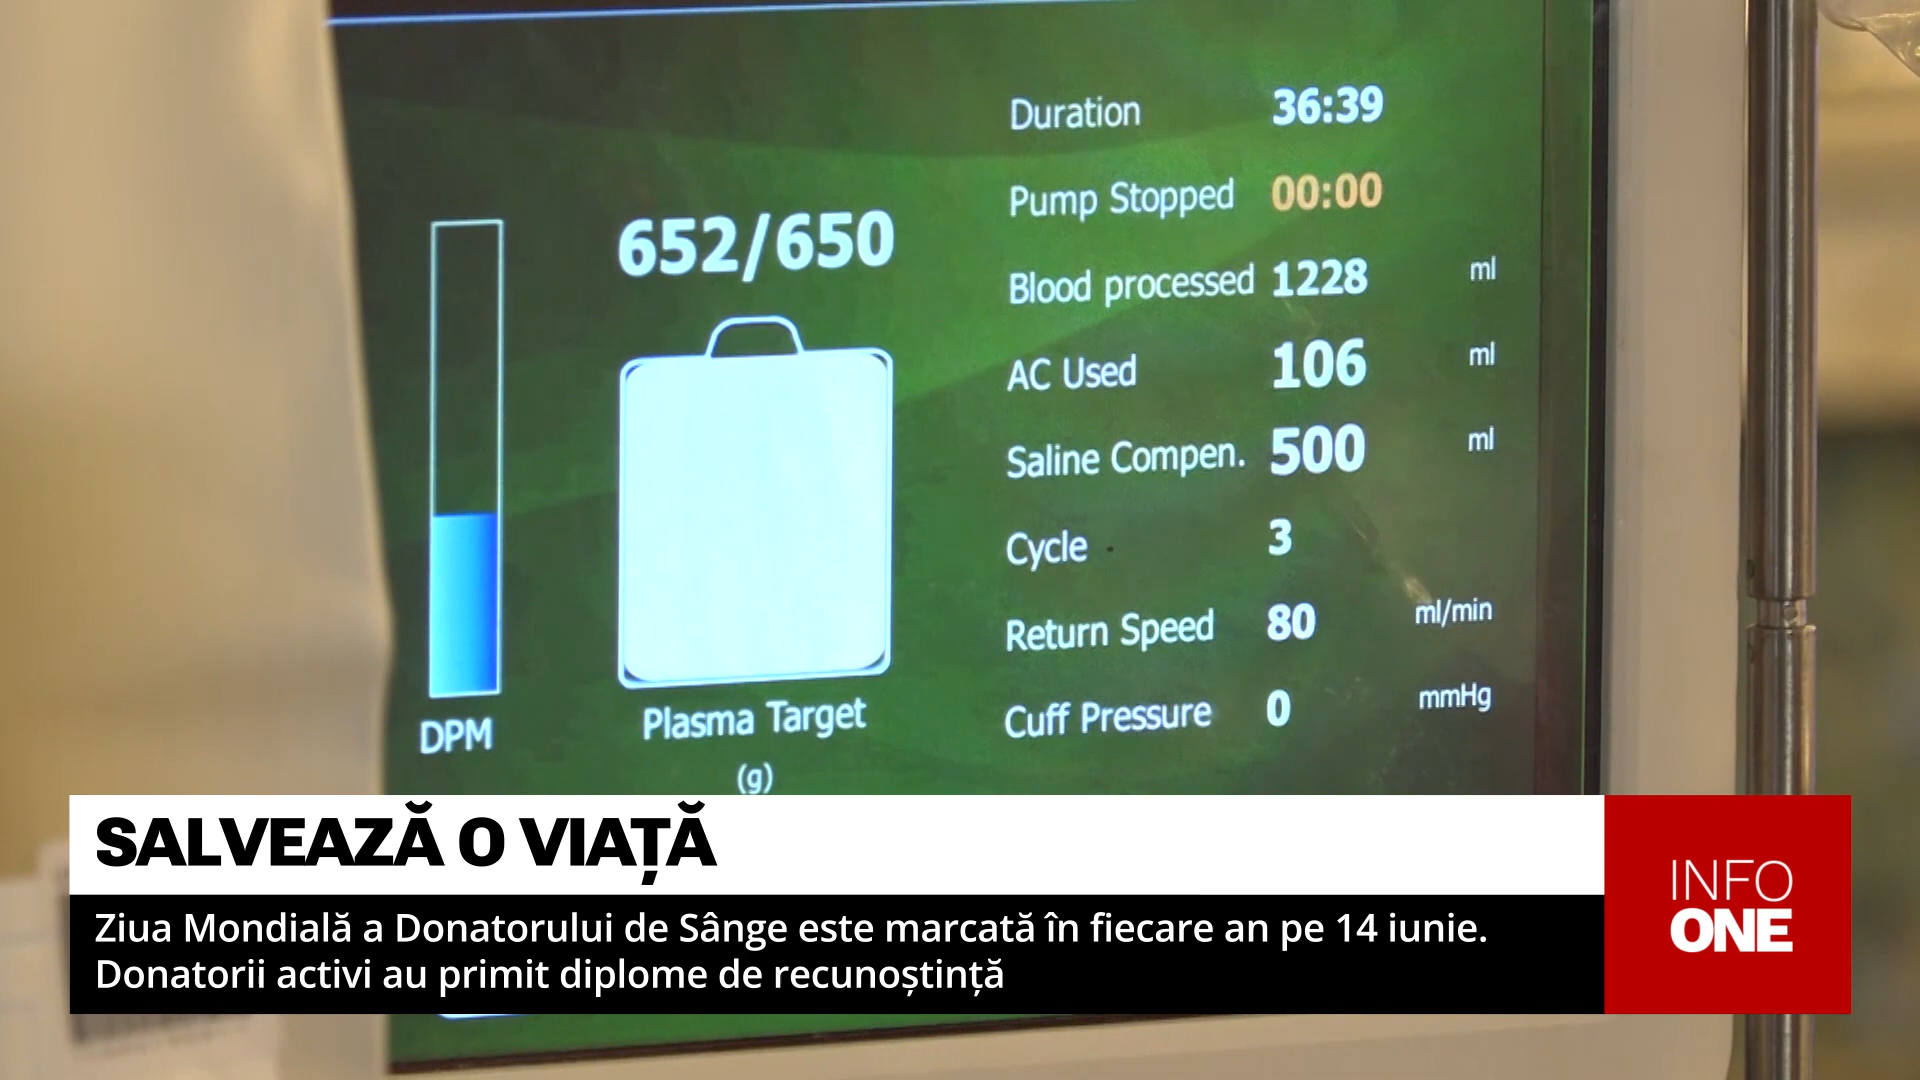 Duration 36:39
Pump Stopped 00:00
652/650
Blood processed 1228 ml
AC Used 106 ml
Saline Compen. 500 ml
Cycle 3
Return Speed 80 ml/min
Cuff Pressure 0 mmHg
DPM
Plasma Target
(g)
SALVEAZĂ O VIAȚĂ
Ziua Mondială a Donatorului de Sânge este marcată în fiecare an pe 14 iunie.
Donatorii activi au primit diplome de recunoștință
INFO
ONE